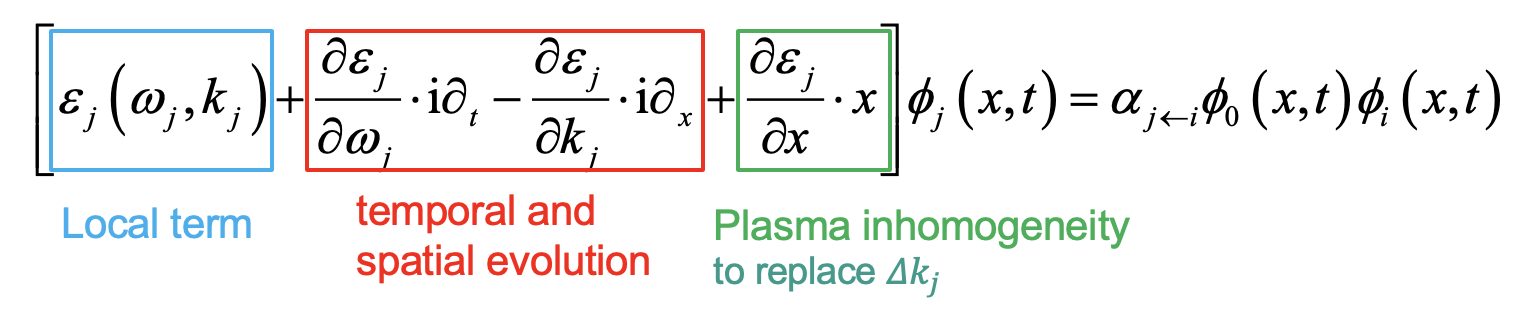 [ε_j(ω_j,k_j)+∂ε_j/∂ω_j·i∂_t−∂ε_j/∂k_j·i∂_x+∂ε_j/∂x·x]ϕ_j(x,t)=α_{j←i}ϕ_0(x,t)ϕ_i(x,t)
Local term
temporal and
spatial evolution
Plasma inhomogeneity
to replace Δk_j